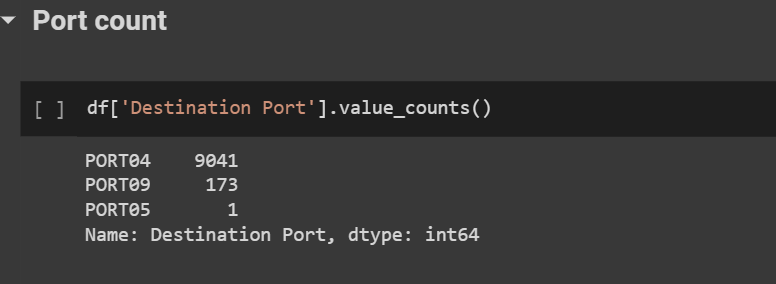 Port count
[ ] df['Destination Port'].value_counts()
PORT04    9041
PORT09     173
PORT05       1
Name: Destination Port, dtype: int64